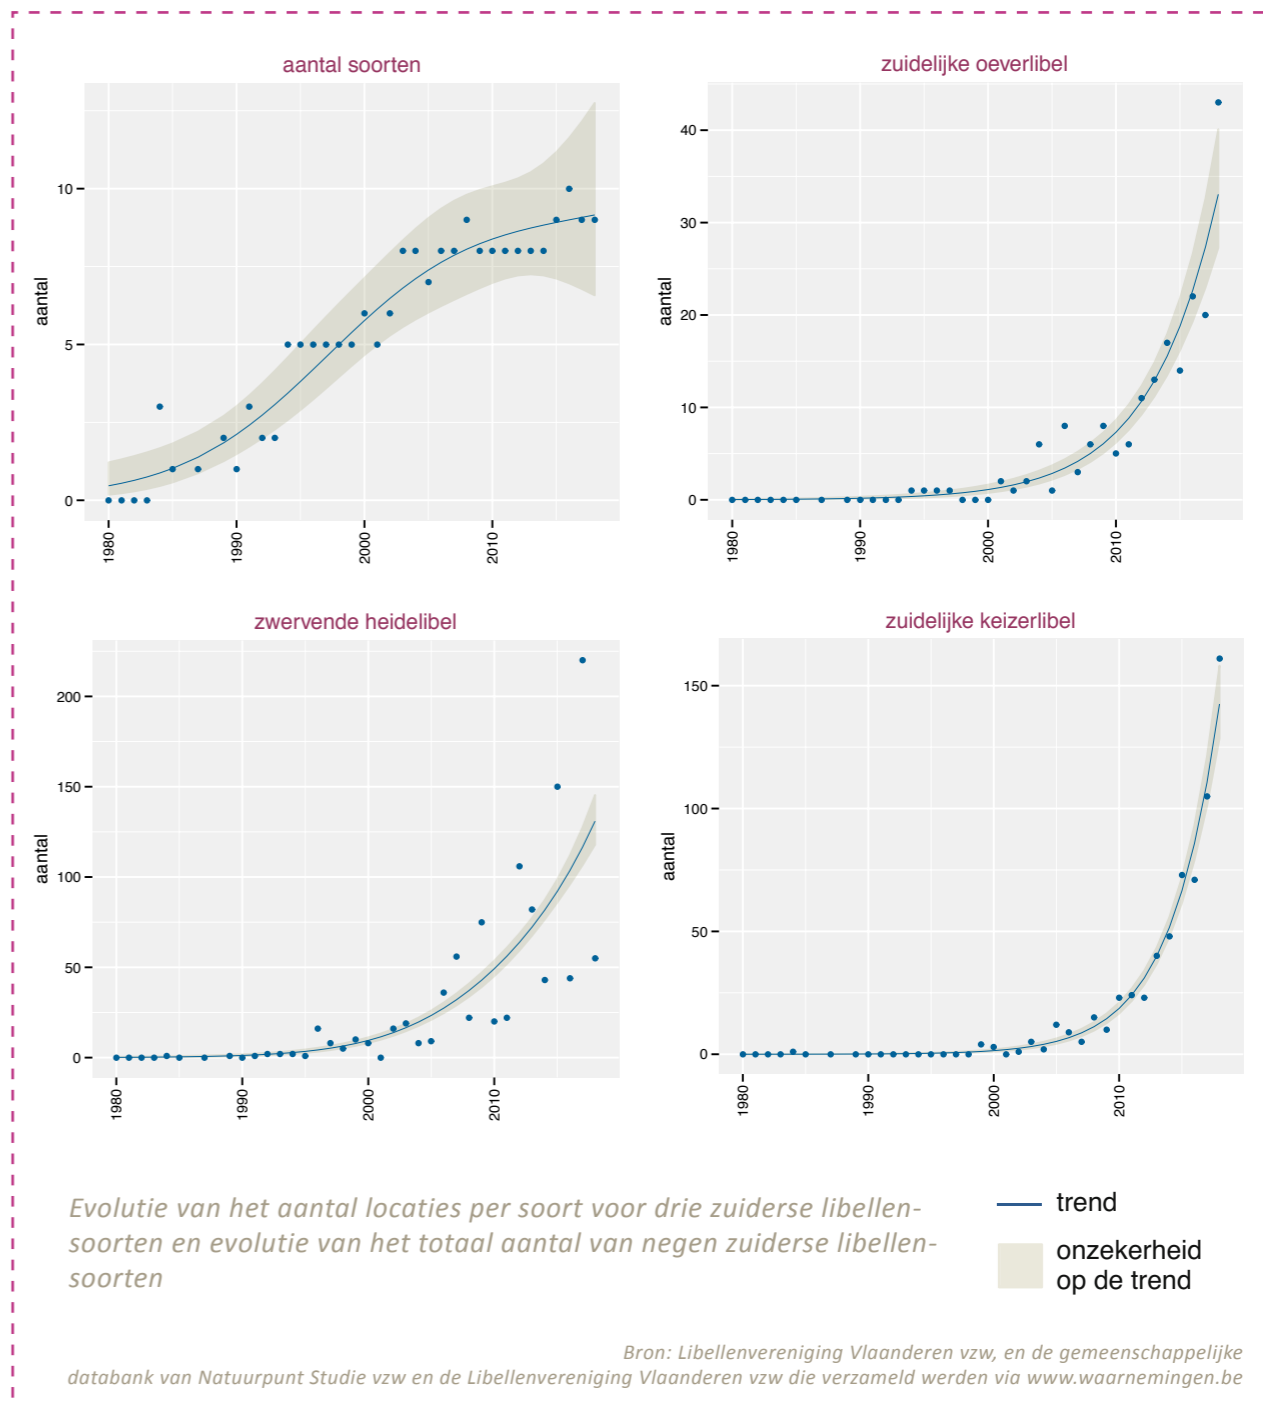 aantal soorten
aantal
10
5
0
1980
1990
2000
2010
zuidelijke oeverlibel
aantal
40
30
20
10
0
1980
1990
2000
2010
zwervende heidelibel
aantal
200
150
100
50
0
1980
1990
2000
2010
zuidelijke keizerlibel
aantal
150
100
50
0
1980
1990
2000
2010
Evolutie van het aantal locaties per soort voor drie zuiderse libellen-
soorten en evolutie van het totaal aantal van negen zuiderse libellen-
soorten
trend
onzekerheid
op de trend
Bron: Libellenvereniging Vlaanderen vzw, en de gemeenschappelijke
databank van Natuurpunt Studie vzw en de Libellenvereniging Vlaanderen vzw die verzameld werden via www.waarnemingen.be